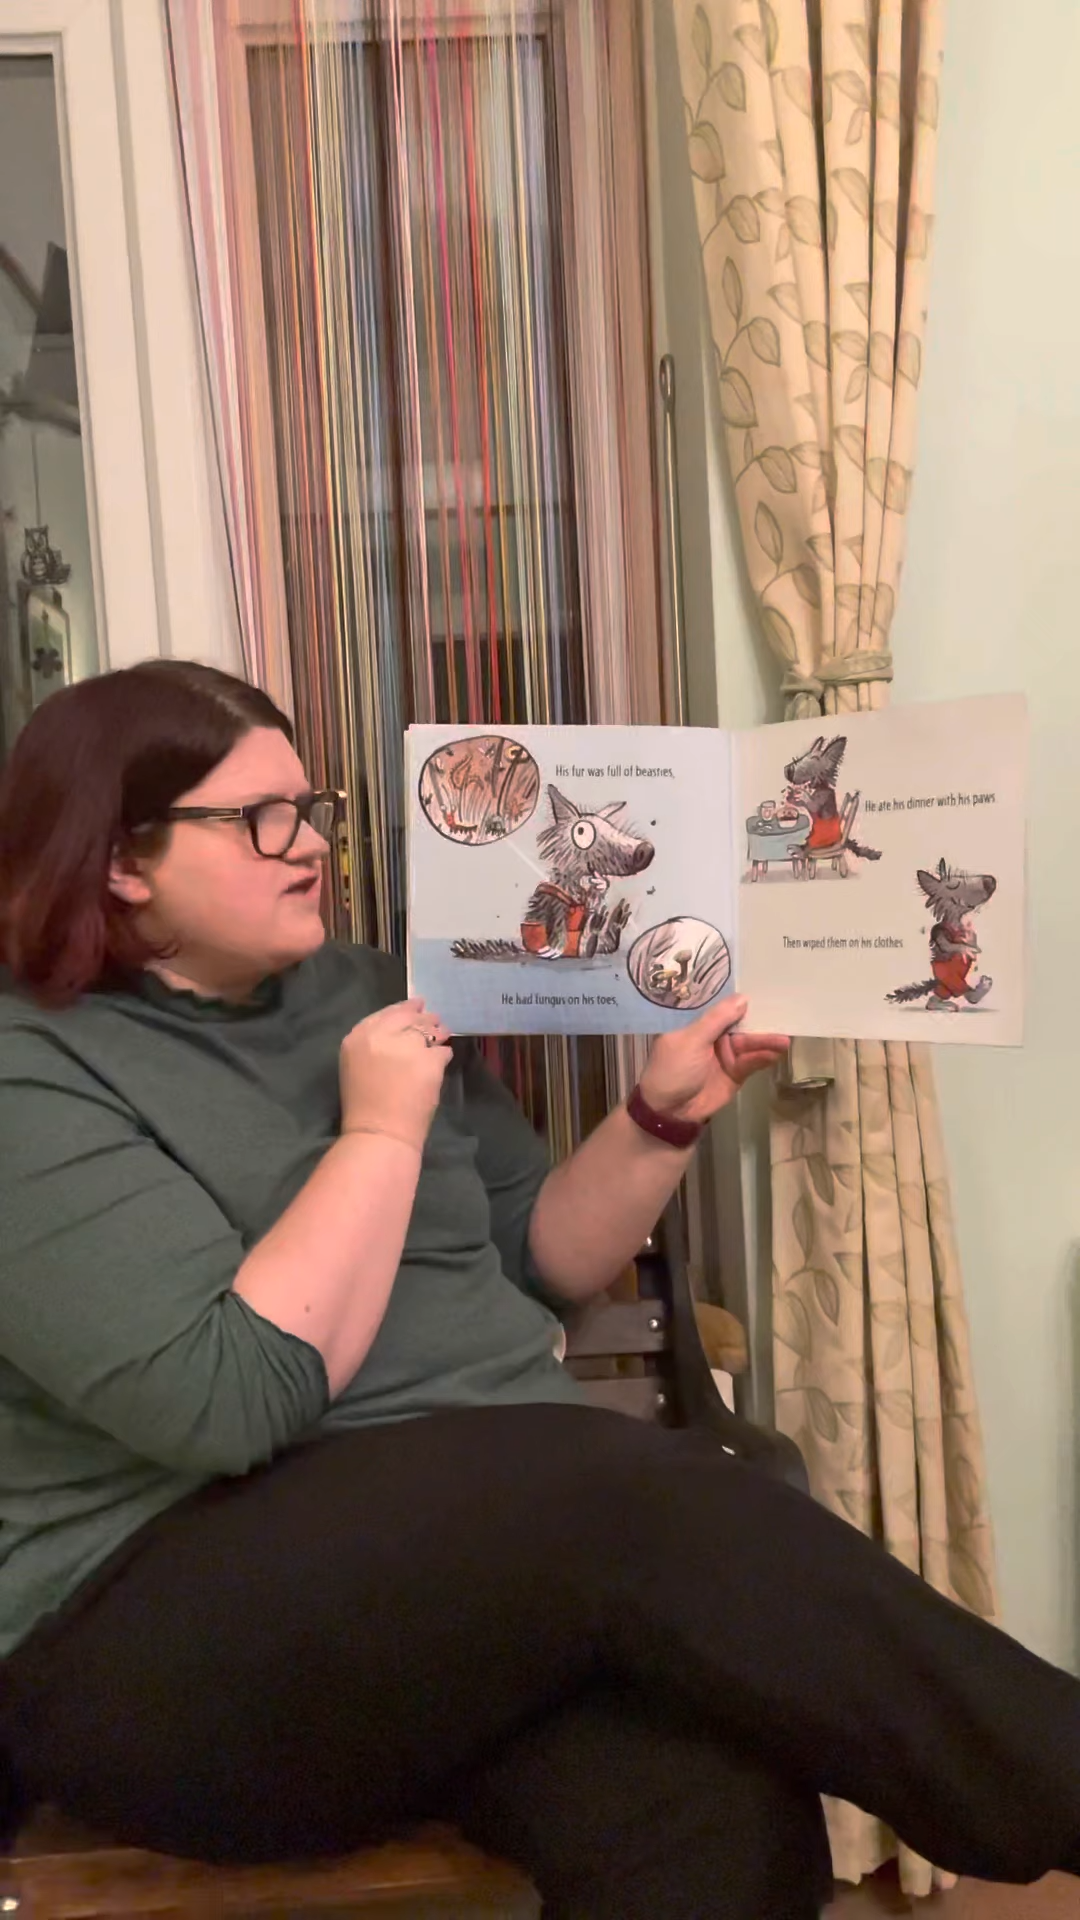 His fur was full of beasties,
He had fungus on his toes,
He ate his dinner with his paws
Then wiped them on his clothes